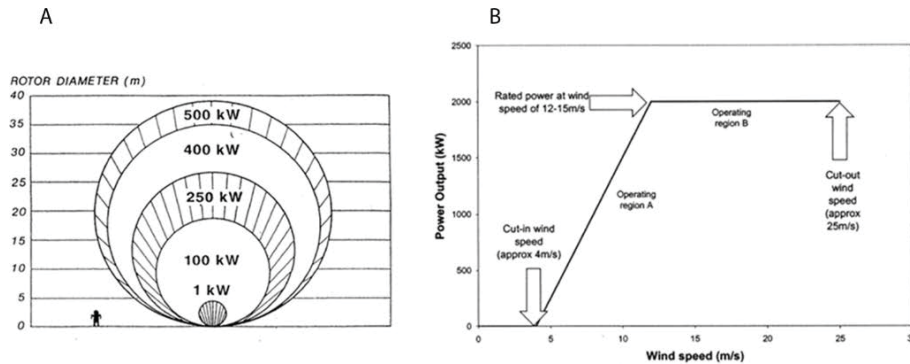 A
ROTOR DIAMETER (m)
40
35
30
25
20
15
10
5
0
500 kW
400 kW
250 kW
100 kW
1 kW
B
Power Output (kW)
2500
2000
1500
1000
500
0
Rated power at wind
speed of 12-15m/s
Operating
region B
Operating
region A
Cut-in wind
speed
(approx 4m/s)
Cut-out
wind
speed
(approx
25m/s)
0
5
10
15
20
25
Wind speed (m/s)